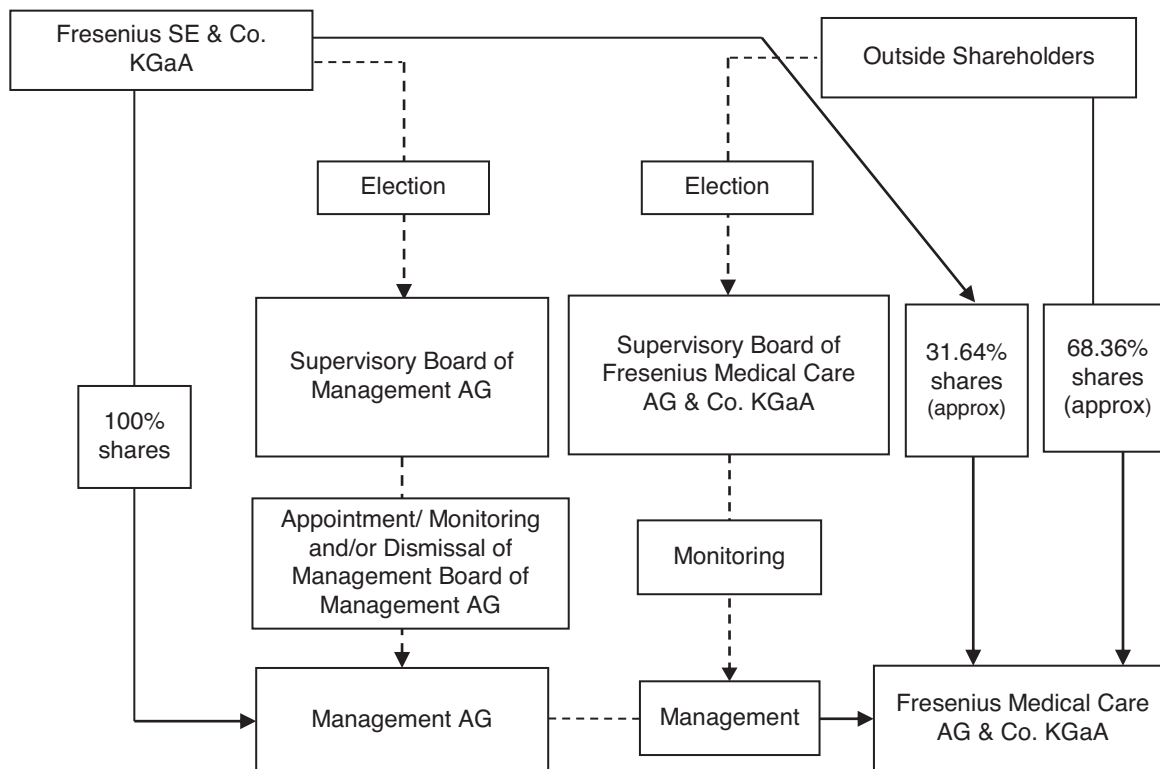 Fresenius SE & Co.
KGaA
Outside Shareholders
Election
Election
Supervisory Board of
Management AG
Supervisory Board of
Fresenius Medical Care
AG & Co. KGaA
31.64%
shares
(approx)
68.36%
shares
(approx)
100%
shares
Appointment/ Monitoring
and/or Dismissal of
Management Board of
Management AG
Monitoring
Management AG
Management
Fresenius Medical Care
AG & Co. KGaA